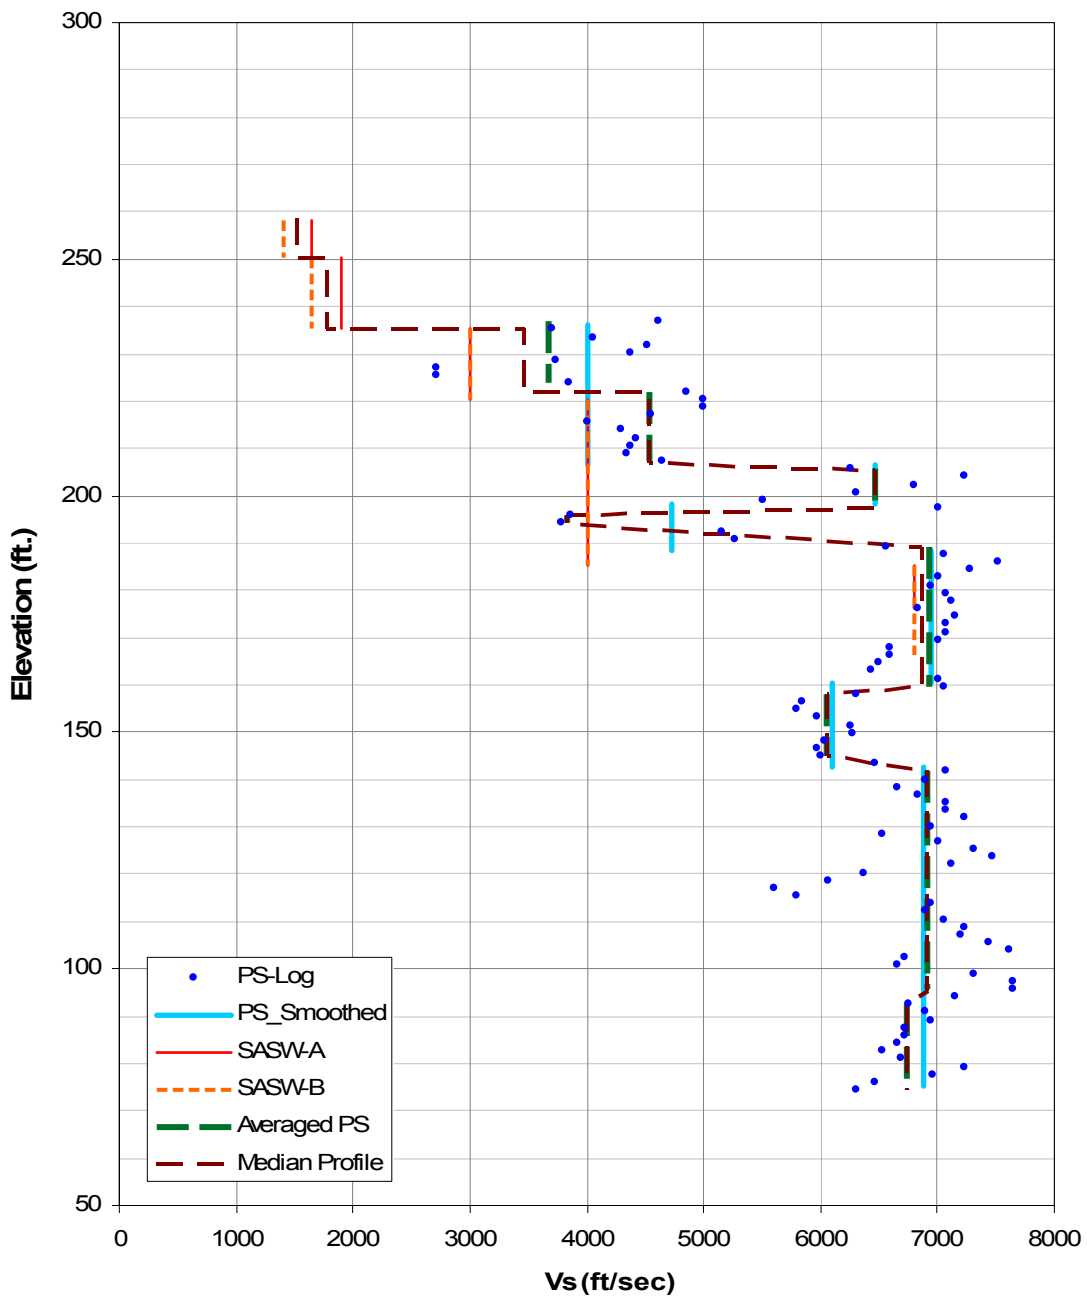 300
250
200
150
100
50
Elevation (ft.)
PS-Log
PS_Smoothed
SASW-A
SASW-B
Averaged PS
Median Profile
0 1000 2000 3000 4000 5000 6000 7000 8000
Vs (ft/sec)